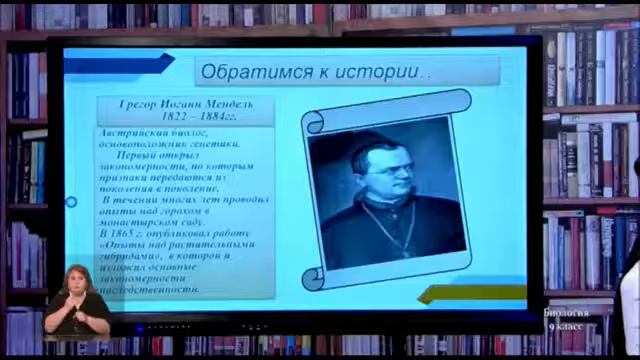 Обратимся к истории..
Грегор Иоганн Мендель
1822 – 1884гг.
Австрийский биолог,
основоположник генетики.
Первый открыл
закономерности, по которым
признаки передаются из
поколения в поколение.
В течении многих лет проводил
опыты над горохом в
монастырском саду.
В 1865 г. опубликовал работу
«Опыты над растительными
гибридами», в которой и
изложил основные
закономерности
наследственности.
Биология
9 класс